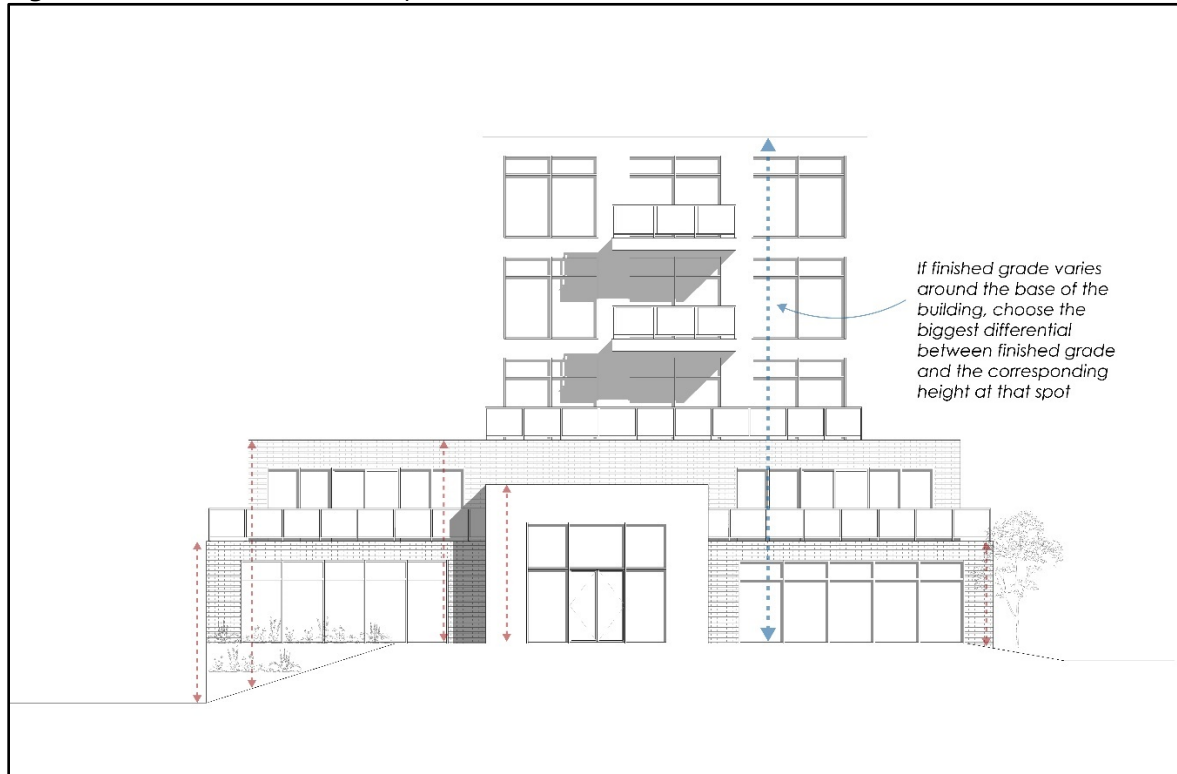 If finished grade varies
around the base of the
building, choose the
biggest differential
between finished grade
and the corresponding
height at that spot